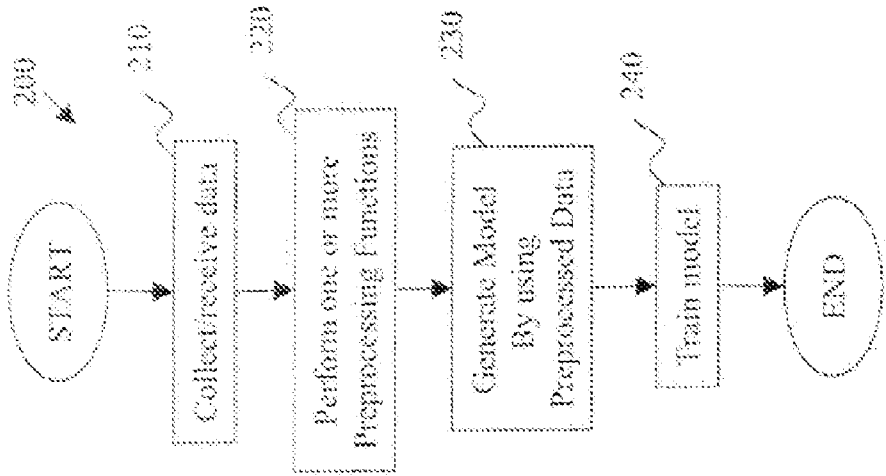 200
START
210
Collect/receive data
220
Perform one or more
Preprocessing Functions
230
Generate Model
By using
Preprocessed Data
240
Train model
END